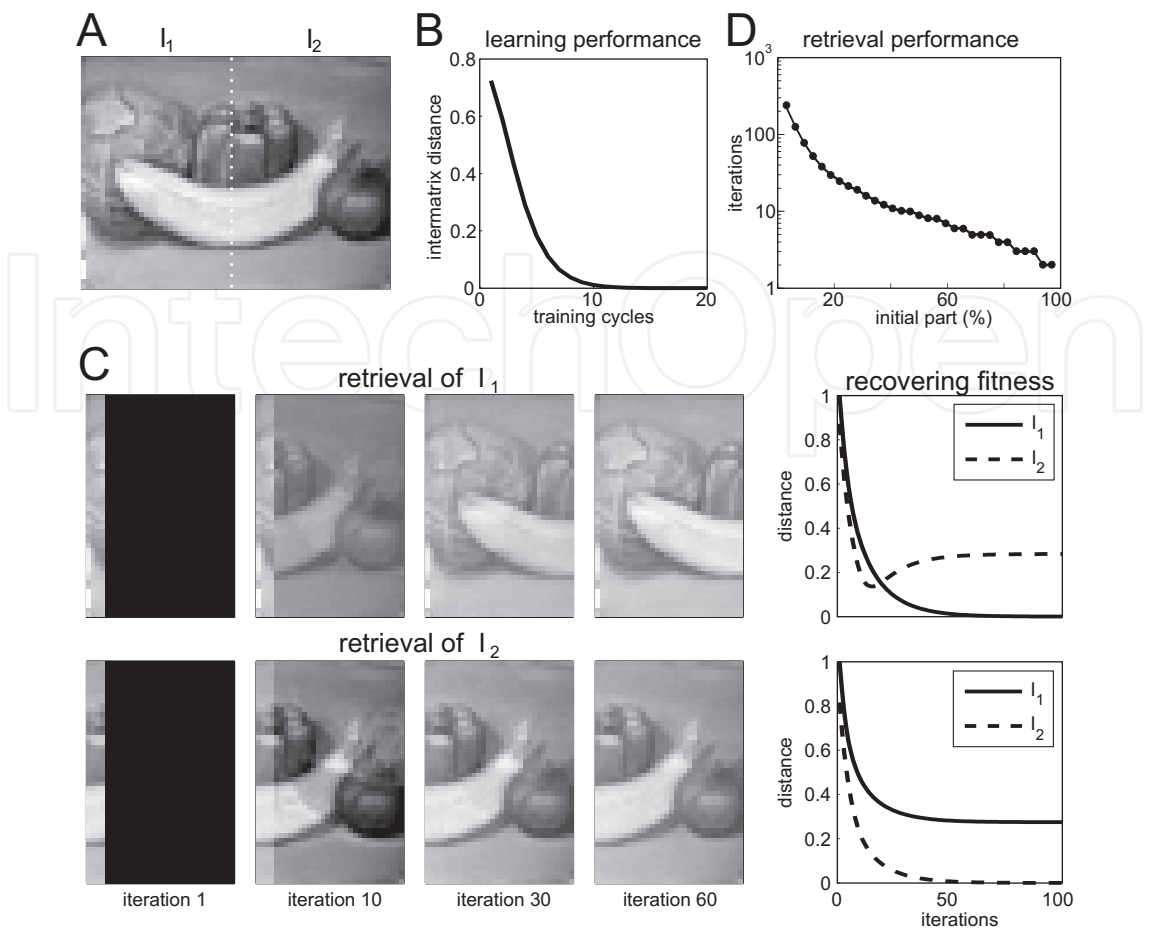 A
I1
I2
B
learning performance
intermatrix distance
0.8
0.6
0.4
0.2
0
0
10
20
training cycles
D
retrieval performance
iterations
10^3
100
10
1
20
60
100
initial part (%)
IntechOpen
C
retrieval of I1
recovering fitness
distance
1
0.8
0.6
0.4
0.2
0
I1
I2
retrieval of I2
iteration 1
iteration 10
iteration 30
iteration 60
distance
1
0.8
0.6
0.4
0.2
0
I1
I2
0
50
100
iterations